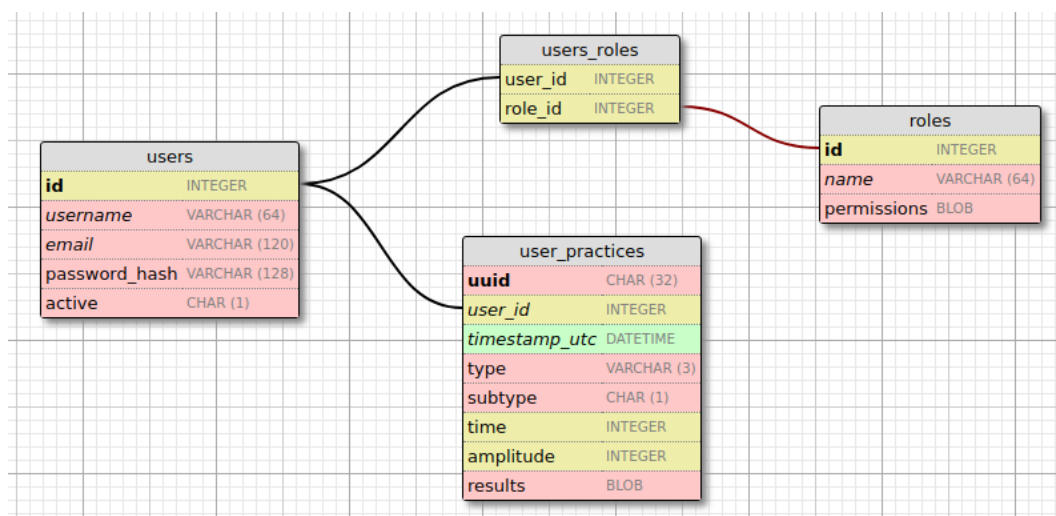 users_roles
user_id INTEGER
role_id INTEGER
roles
id INTEGER
name VARCHAR (64)
permissions BLOB
users
id INTEGER
username VARCHAR (64)
email VARCHAR (120)
password_hash VARCHAR (128)
active CHAR (1)
user_practices
uuid CHAR (32)
user_id INTEGER
timestamp_utc DATETIME
type VARCHAR (3)
subtype CHAR (1)
time INTEGER
amplitude INTEGER
results BLOB